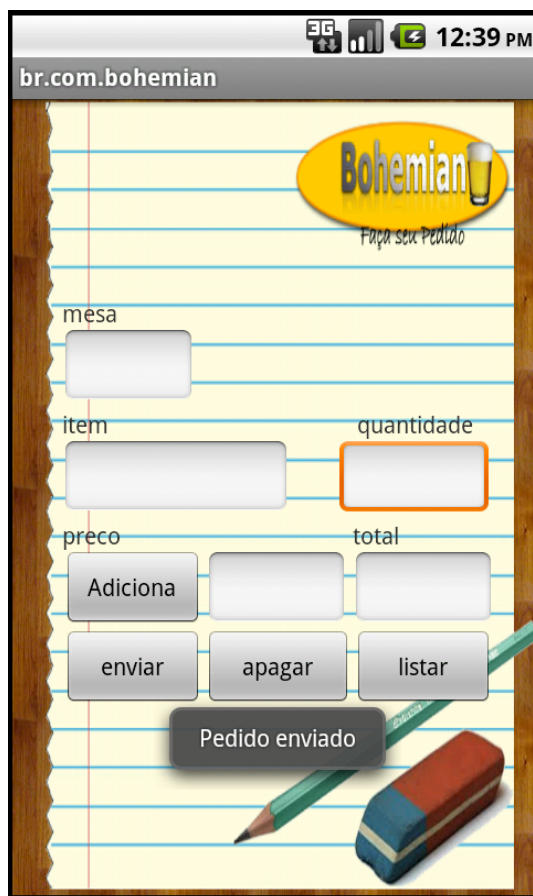 3G 12:39 PM
br.com.bohemian
Bohemian
Faça seu Pedido
mesa
item quantidade
preco total
Adiciona
enviar apagar listar
Pedido enviado